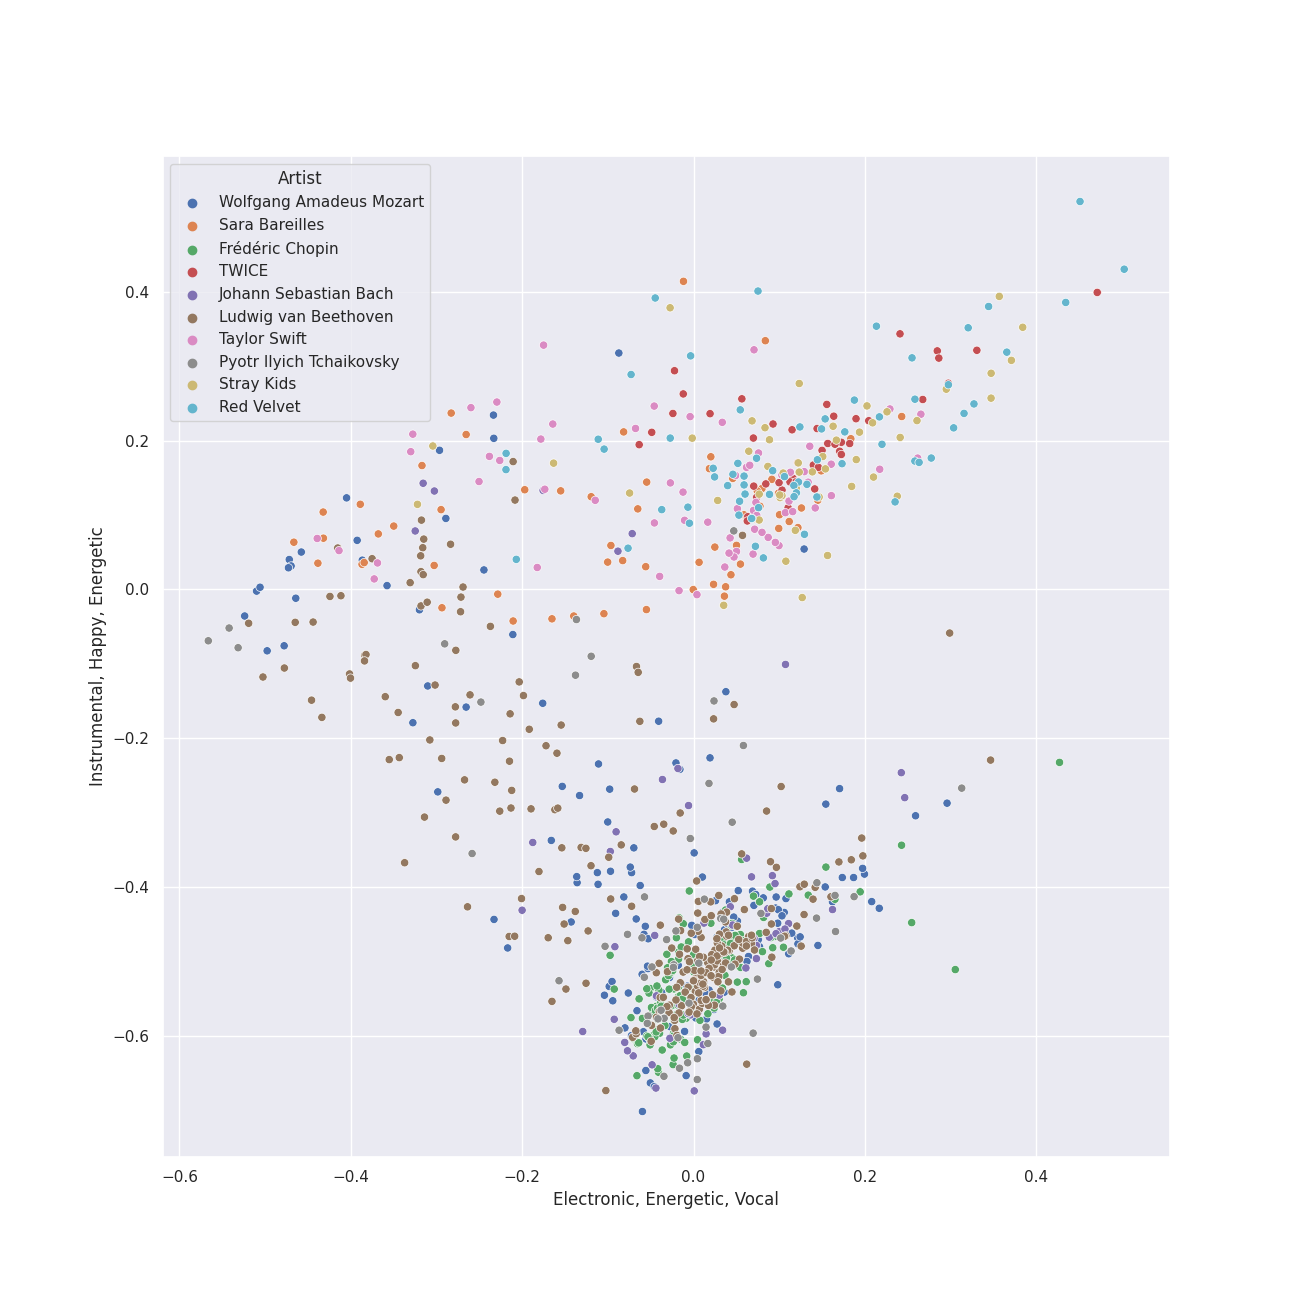 Artist
Wolfgang Amadeus Mozart
Sara Bareilles
Frédéric Chopin
TWICE
Johann Sebastian Bach
Ludwig van Beethoven
Taylor Swift
Pyotr Ilyich Tchaikovsky
Stray Kids
Red Velvet
0.4
0.2
0.0
−0.2
−0.4
−0.6
Instrumental, Happy, Energetic
−0.6 −0.4 −0.2 0.0 0.2 0.4
Electronic, Energetic, Vocal